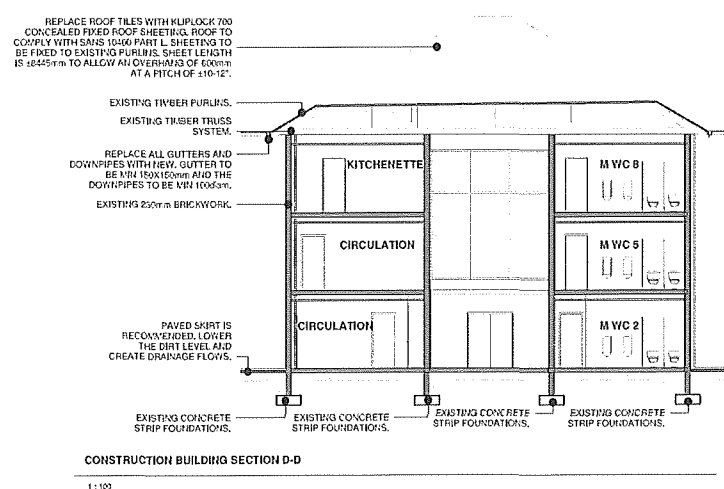 REPLACE ROOF TILES WITH KLIPLOCK 700
CONCEALED FIXED ROOF SHEETING. ROOF TO
COMPLY WITH SANS 10400 PART L. SHEETING TO
BE FIXED TO EXISTING PURLINS. SHEET LENGTH
IS ±8445mm TO ALLOW AN OVERHANG OF 600mm
AT A PITCH OF ±10-12°.
EXISTING TIMBER PURLINS.
EXISTING TIMBER TRUSS
SYSTEM.
REPLACE ALL GUTTERS AND
DOWNPIPES WITH NEW. GUTTER TO
BE MIN 150X150mm AND THE
DOWNPIPES TO BE MIN 100diam.
EXISTING 230mm BRICKWORK.
KITCHENETTE
M WC 8
CIRCULATION
M WC 5
CIRCULATION
M WC 2
PAVED SKIRT IS
RECOMMENDED. LOWER
THE DIRT LEVEL AND
CREATE DRAINAGE FLOWS.
EXISTING CONCRETE
STRIP FOUNDATIONS.
EXISTING CONCRETE
STRIP FOUNDATIONS.
EXISTING CONCRETE
STRIP FOUNDATIONS.
EXISTING CONCRETE
STRIP FOUNDATIONS.
CONSTRUCTION BUILDING SECTION D-D
1 : 100